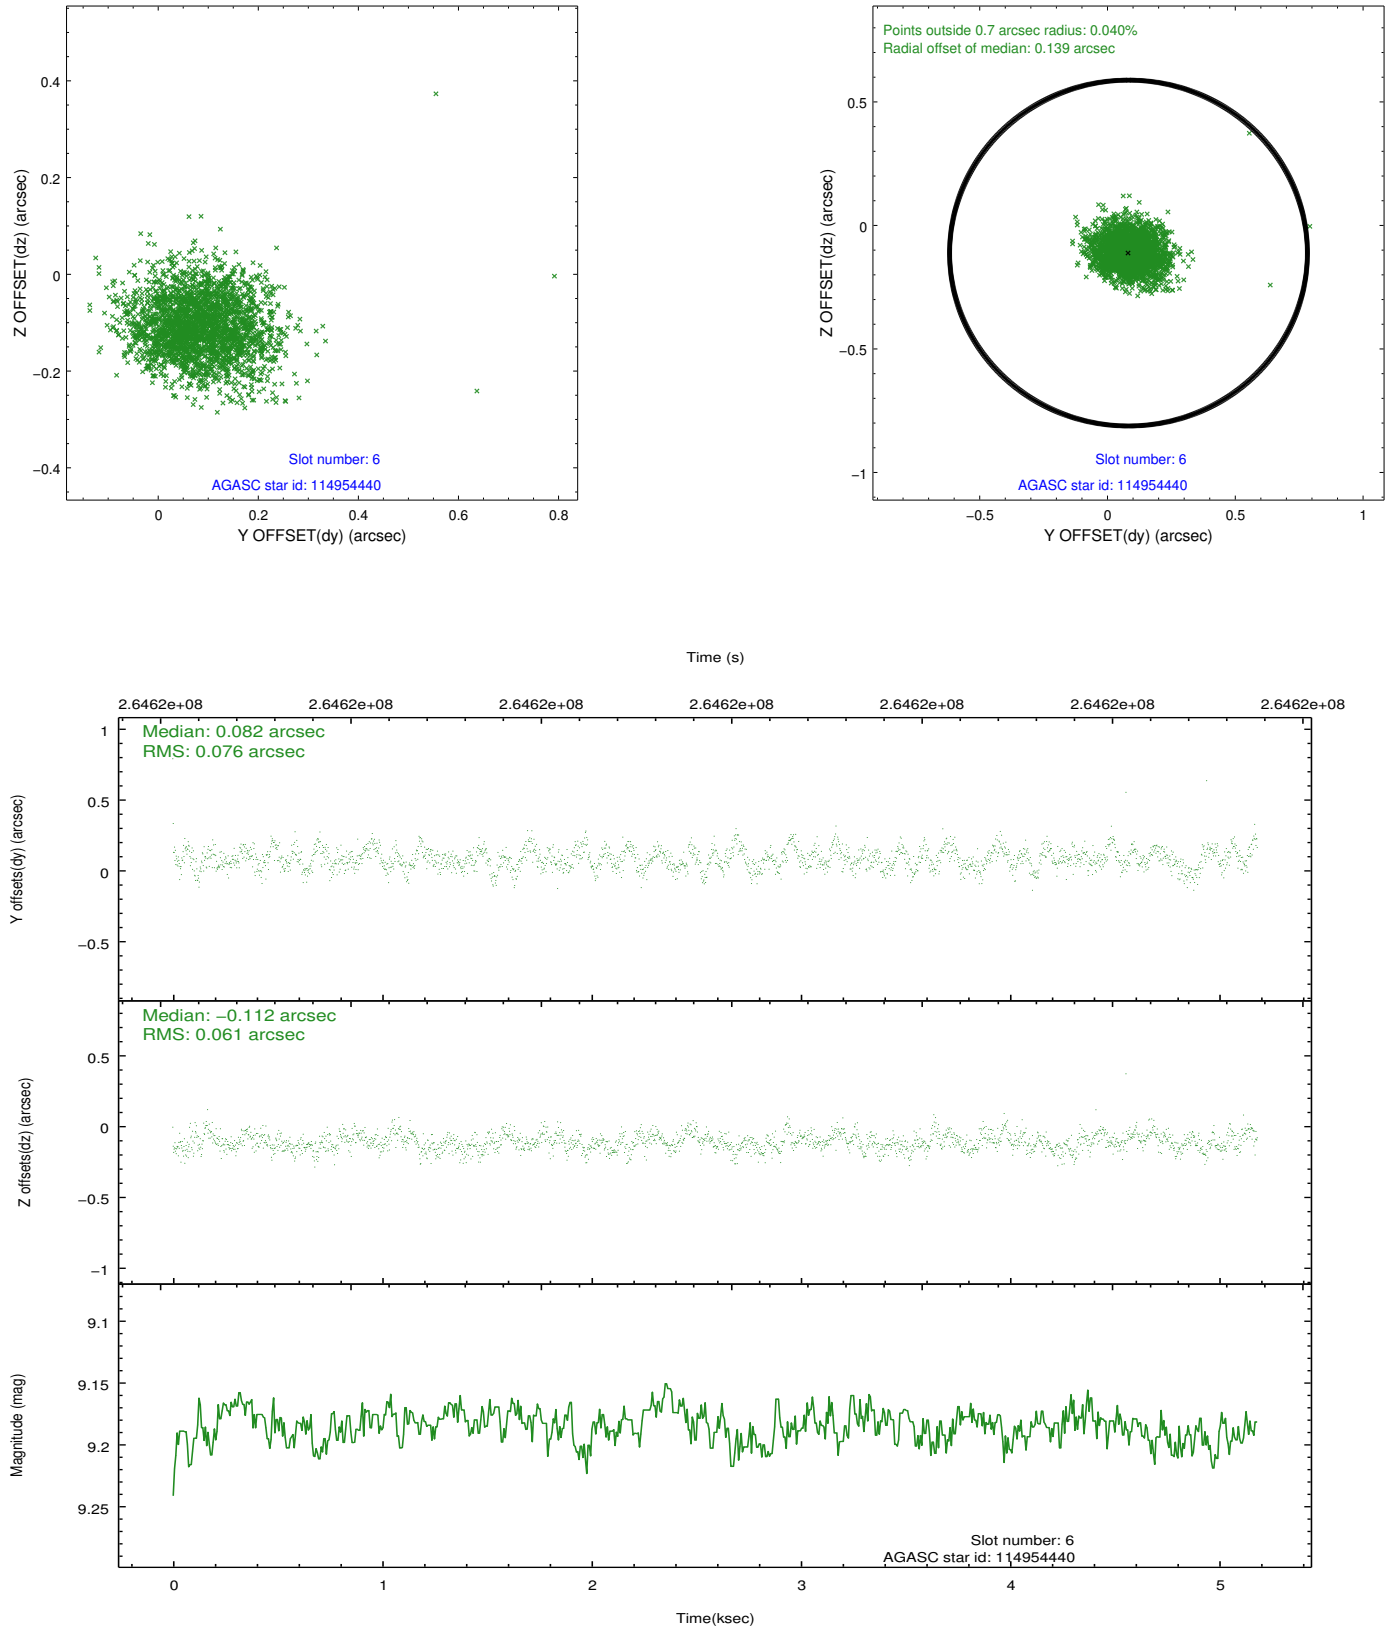 0.4
0.2
0
−0.2
−0.4
Z OFFSET(dz) (arcsec)
Slot number: 6
AGASC star id: 114954440
0 0.2 0.4 0.6 0.8
Y OFFSET(dy) (arcsec)
Points outside 0.7 arcsec radius: 0.040%
Radial offset of median: 0.139 arcsec
0.5
0
−0.5
−1
Z OFFSET(dz) (arcsec)
Slot number: 6
AGASC star id: 114954440
−0.5 0 0.5 1
Y OFFSET(dy) (arcsec)
Time (s)
2.6462e+08 2.6462e+08 2.6462e+08 2.6462e+08 2.6462e+08 2.6462e+08 2.6462e+08
Median: 0.082 arcsec
RMS: 0.076 arcsec
1
0.5
0
−0.5
Y offsets(dy) (arcsec)
Median: −0.112 arcsec
RMS: 0.061 arcsec
0.5
0
−0.5
−1
Z offsets(dz) (arcsec)
9.1
9.15
9.2
9.25
Magnitude (mag)
Slot number: 6
AGASC star id: 114954440
0 1 2 3 4 5
Time(ksec)